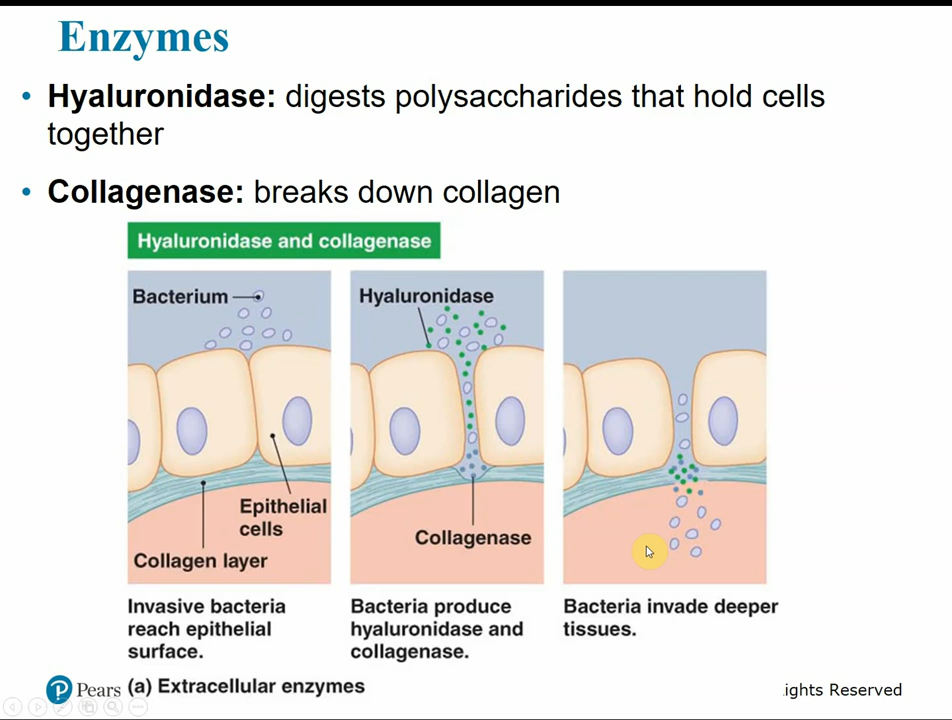 Enzymes
• Hyaluronidase: digests polysaccharides that hold cells
together
• Collagenase: breaks down collagen
Hyaluronidase and collagenase
Bacterium
Epithelial
cells
Collagen layer
Invasive bacteria
reach epithelial
surface.
Hyaluronidase
Collagenase
Bacteria produce
hyaluronidase and
collagenase.
Bacteria invade deeper
tissues.
P Pears
(a) Extracellular enzymes
ights Reserved